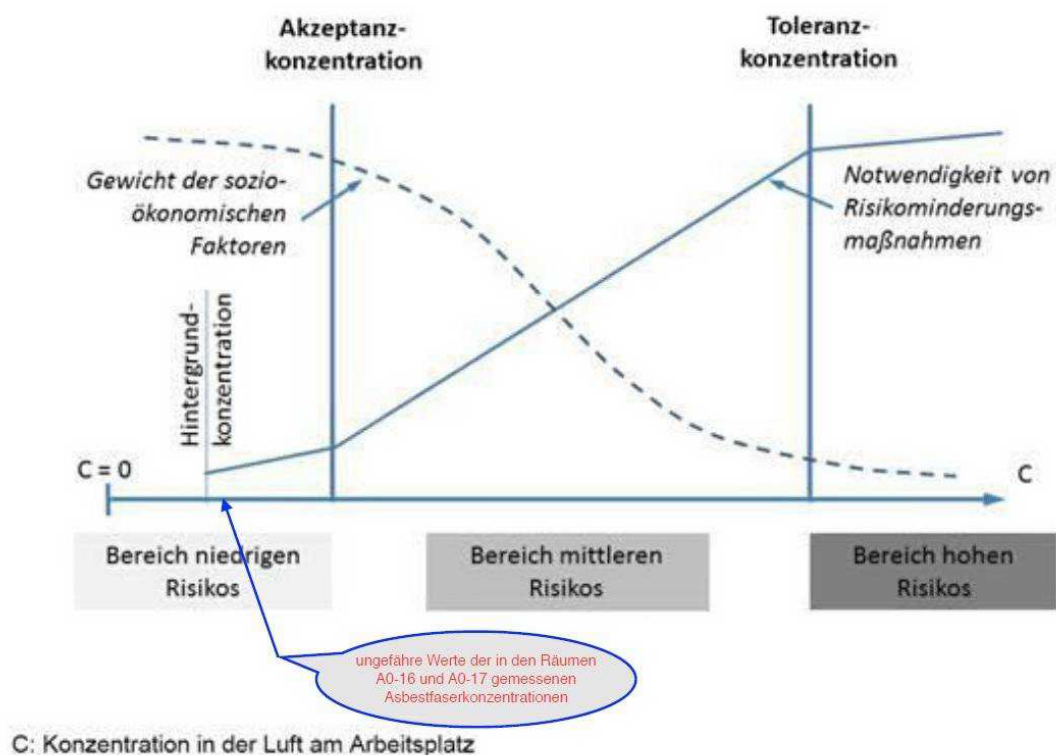 Akzeptanz-
konzentration
Toleranz-
konzentration
Gewicht der sozio-
ökonomischen
Faktoren
Notwendigkeit von
Risikominderungs-
maßnahmen
Hintergrund-
konzentration
C = 0
C
Bereich niedrigen
Risikos
Bereich mittleren
Risikos
Bereich hohen
Risikos
ungefähre Werte der in den Räumen
A0-16 und A0-17 gemessenen
Asbestfaserkonzentrationen
C: Konzentration in der Luft am Arbeitsplatz